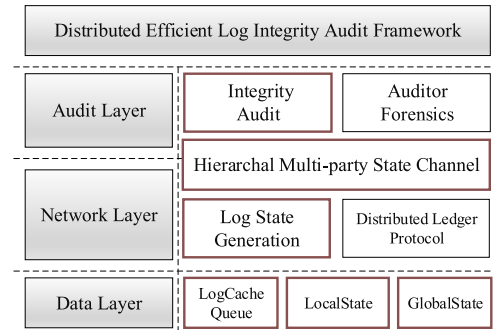 Distributed Efficient Log Integrity Audit Framework
Audit Layer
Integrity
Audit
Auditor
Forensics
Hierarchal Multi-party State Channel
Network Layer
Log State
Generation
Distributed Ledger
Protocol
Data Layer
LogCache
Queue
LocalState
GlobalState